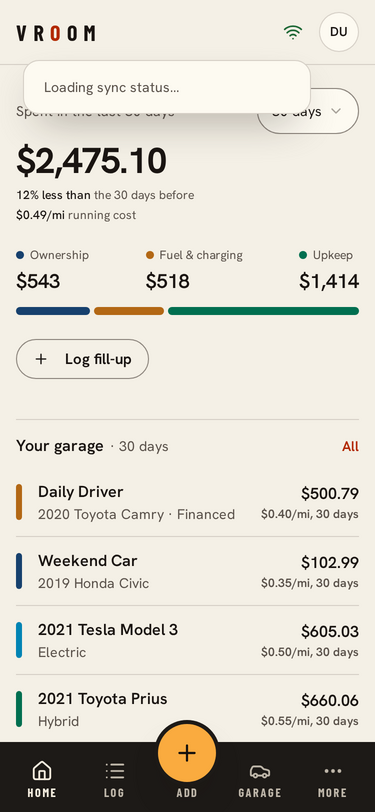 VROOM
DU
Loading sync status...
Spent in the last 30 days
30 days
$2,475.10
12% less than the 30 days before
$0.49/mi running cost
Ownership
Fuel & charging
Upkeep
$543
$518
$1,414
+ Log fill-up
Your garage · 30 days
All
Daily Driver
$500.79
2020 Toyota Camry · Financed
$0.40/mi, 30 days
Weekend Car
$102.99
2019 Honda Civic
$0.35/mi, 30 days
2021 Tesla Model 3
$605.03
Electric
$0.50/mi, 30 days
2021 Toyota Prius
$660.06
Hybrid
$0.55/mi, 30 days
HOME
LOG
ADD
GARAGE
MORE